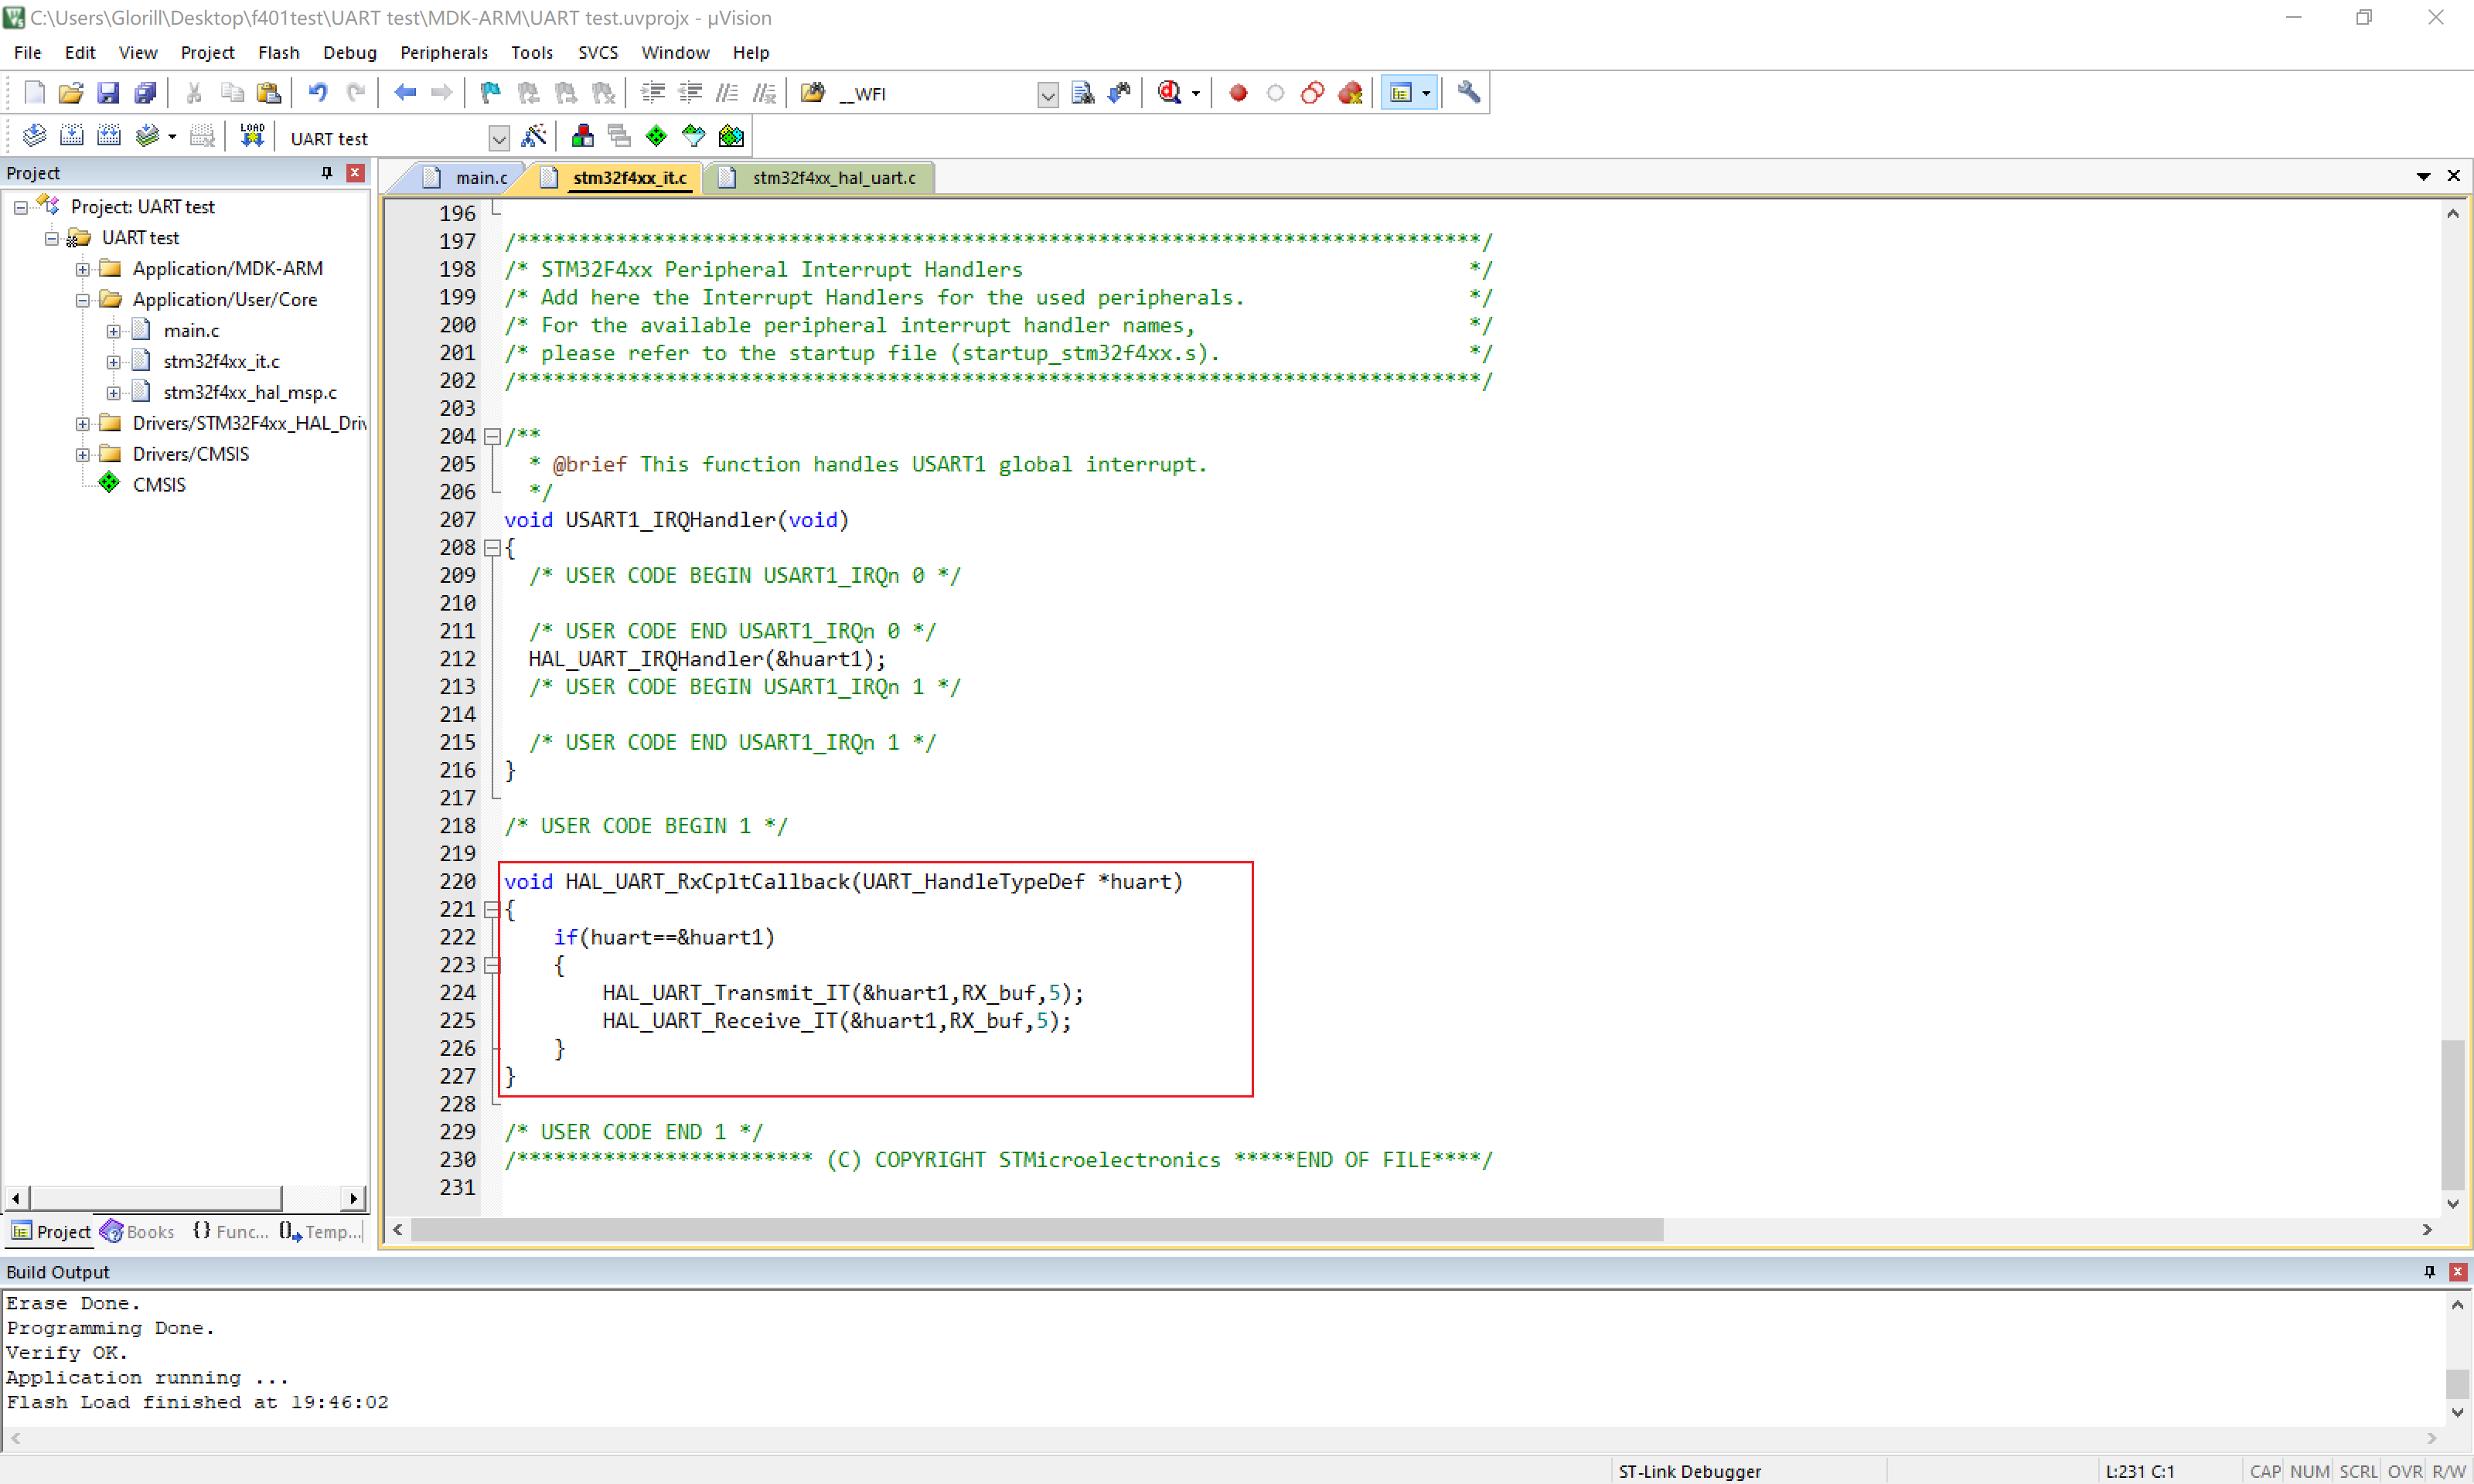 C:\Users\Glorill\Desktop\f401test\UART test\MDK-ARM\UART test.uvprojx - µVision
File Edit View Project Flash Debug Peripherals Tools SVCS Window Help
__WFI
LOAD UART test
Project
main.c stm32f4xx_it.c stm32f4xx_hal_uart.c
Project: UART test
UART test
Application/MDK-ARM
Application/User/Core
main.c
stm32f4xx_it.c
stm32f4xx_hal_msp.c
Drivers/STM32F4xx_HAL_Driv
Drivers/CMSIS
CMSIS
Project Books Func... Temp...
196
197 /******************************************************************************/
198 /* STM32F4xx Peripheral Interrupt Handlers                                    */
199 /* Add here the Interrupt Handlers for the used peripherals.                  */
200 /* For the available peripheral interrupt handler names,                      */
201 /* please refer to the startup file (startup_stm32f4xx.s).                    */
202 /******************************************************************************/
203
204 /**
205   * @brief This function handles USART1 global interrupt.
206   */
207 void USART1_IRQHandler(void)
208 {
209   /* USER CODE BEGIN USART1_IRQn 0 */
210
211   /* USER CODE END USART1_IRQn 0 */
212   HAL_UART_IRQHandler(&huart1);
213   /* USER CODE BEGIN USART1_IRQn 1 */
214
215   /* USER CODE END USART1_IRQn 1 */
216 }
217
218 /* USER CODE BEGIN 1 */
219
220 void HAL_UART_RxCpltCallback(UART_HandleTypeDef *huart)
221 {
222     if(huart==&huart1)
223     {
224         HAL_UART_Transmit_IT(&huart1,RX_buf,5);
225         HAL_UART_Receive_IT(&huart1,RX_buf,5);
226     }
227 }
228
229 /* USER CODE END 1 */
230 /************************ (C) COPYRIGHT STMicroelectronics *****END OF FILE****/
231
Build Output
Erase Done.
Programming Done.
Verify OK.
Application running ...
Flash Load finished at 19:46:02
ST-Link Debugger L:231 C:1 CAP NUM SCRL OVR R/W